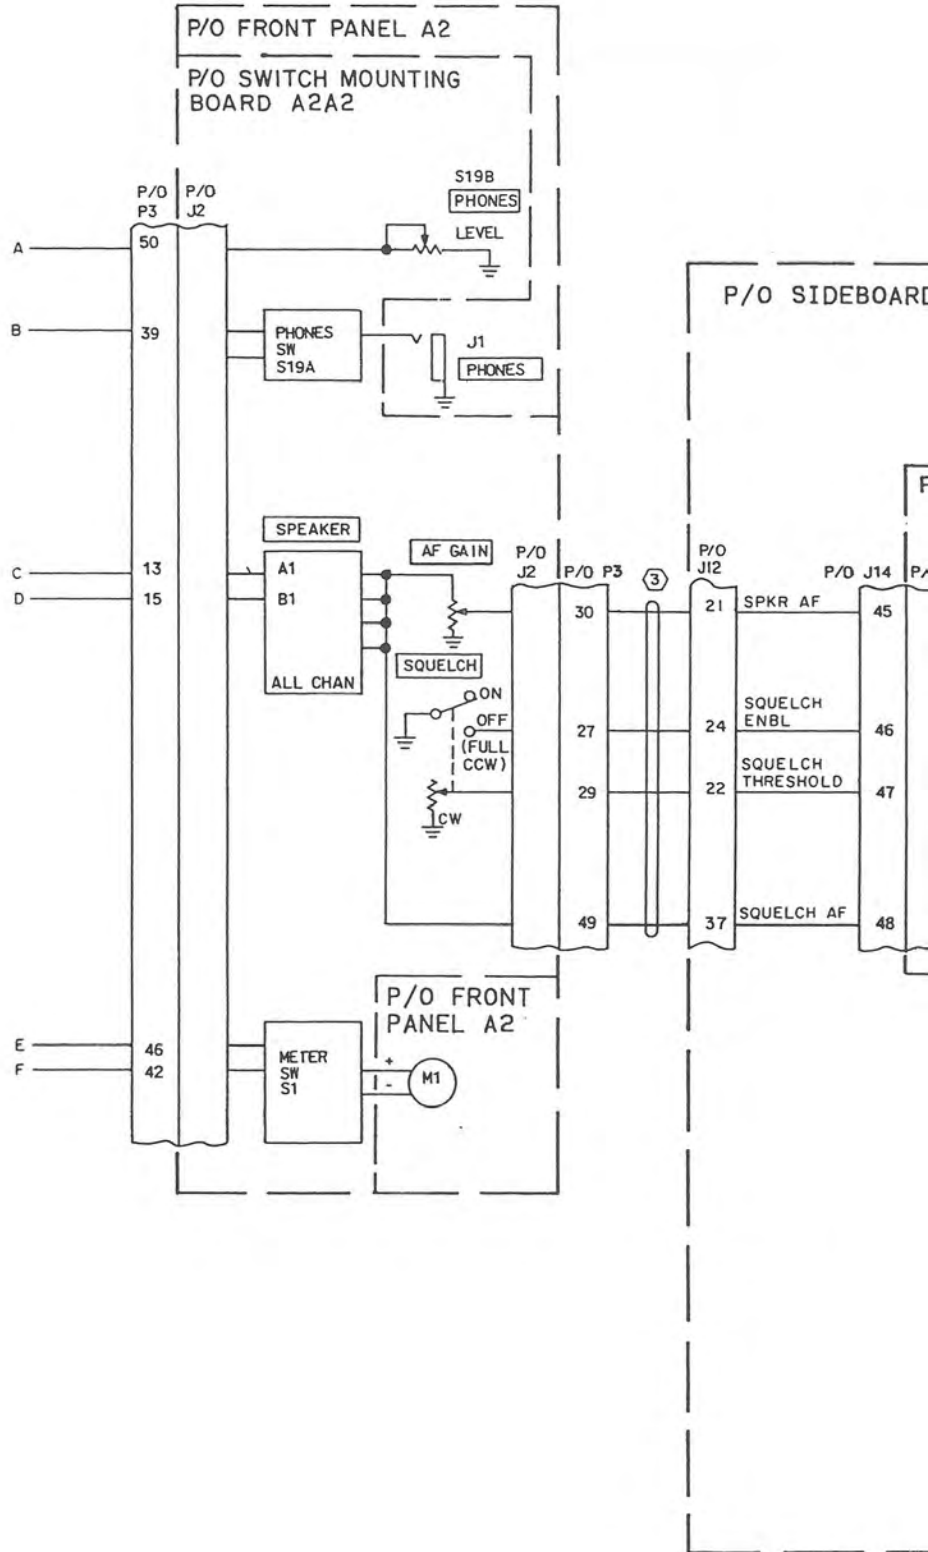 P/O FRONT PANEL A2
P/O SWITCH MOUNTING
BOARD A2A2
S19B
PHONES
LEVEL
P/O P/O
P3 J2
A
50
B
39
PHONES
SW
S19A
J1
PHONES
P/O SIDEBOARD
SPEAKER
C
13
D
15
A1
B1
ALL CHAN
AF GAIN
P/O
J2 P/O P3
3
P/O
J12
P/O J14
30
21 SPKR AF
45
SQUELCH
ON
OFF
(FULL
CCW)
CW
27
24
SQUELCH
ENBL
46
29
22
SQUELCH
THRESHOLD
47
49
37 SQUELCH AF
48
P/O FRONT
PANEL A2
E
46
F
42
METER
SW
S1
+
-
M1